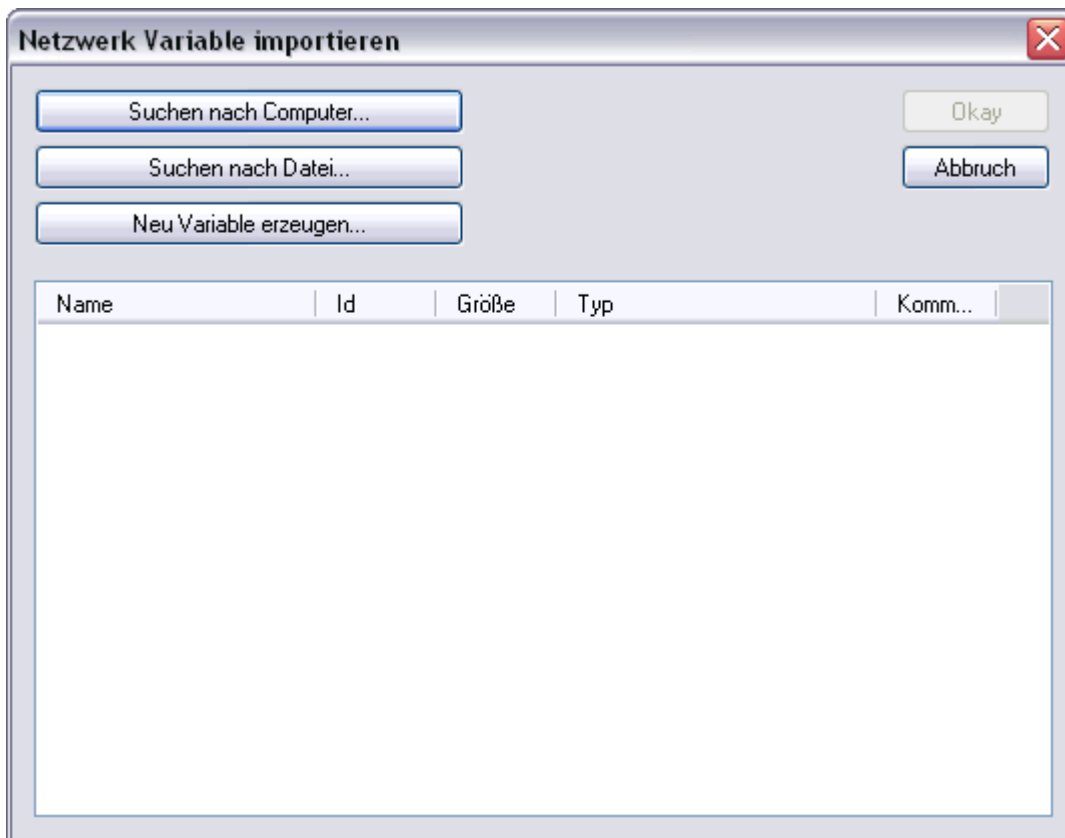 Netzwerk Variable importieren
Suchen nach Computer...
Okay
Suchen nach Datei...
Abbruch
Neu Variable erzeugen...
Name Id Größe Typ Komm...